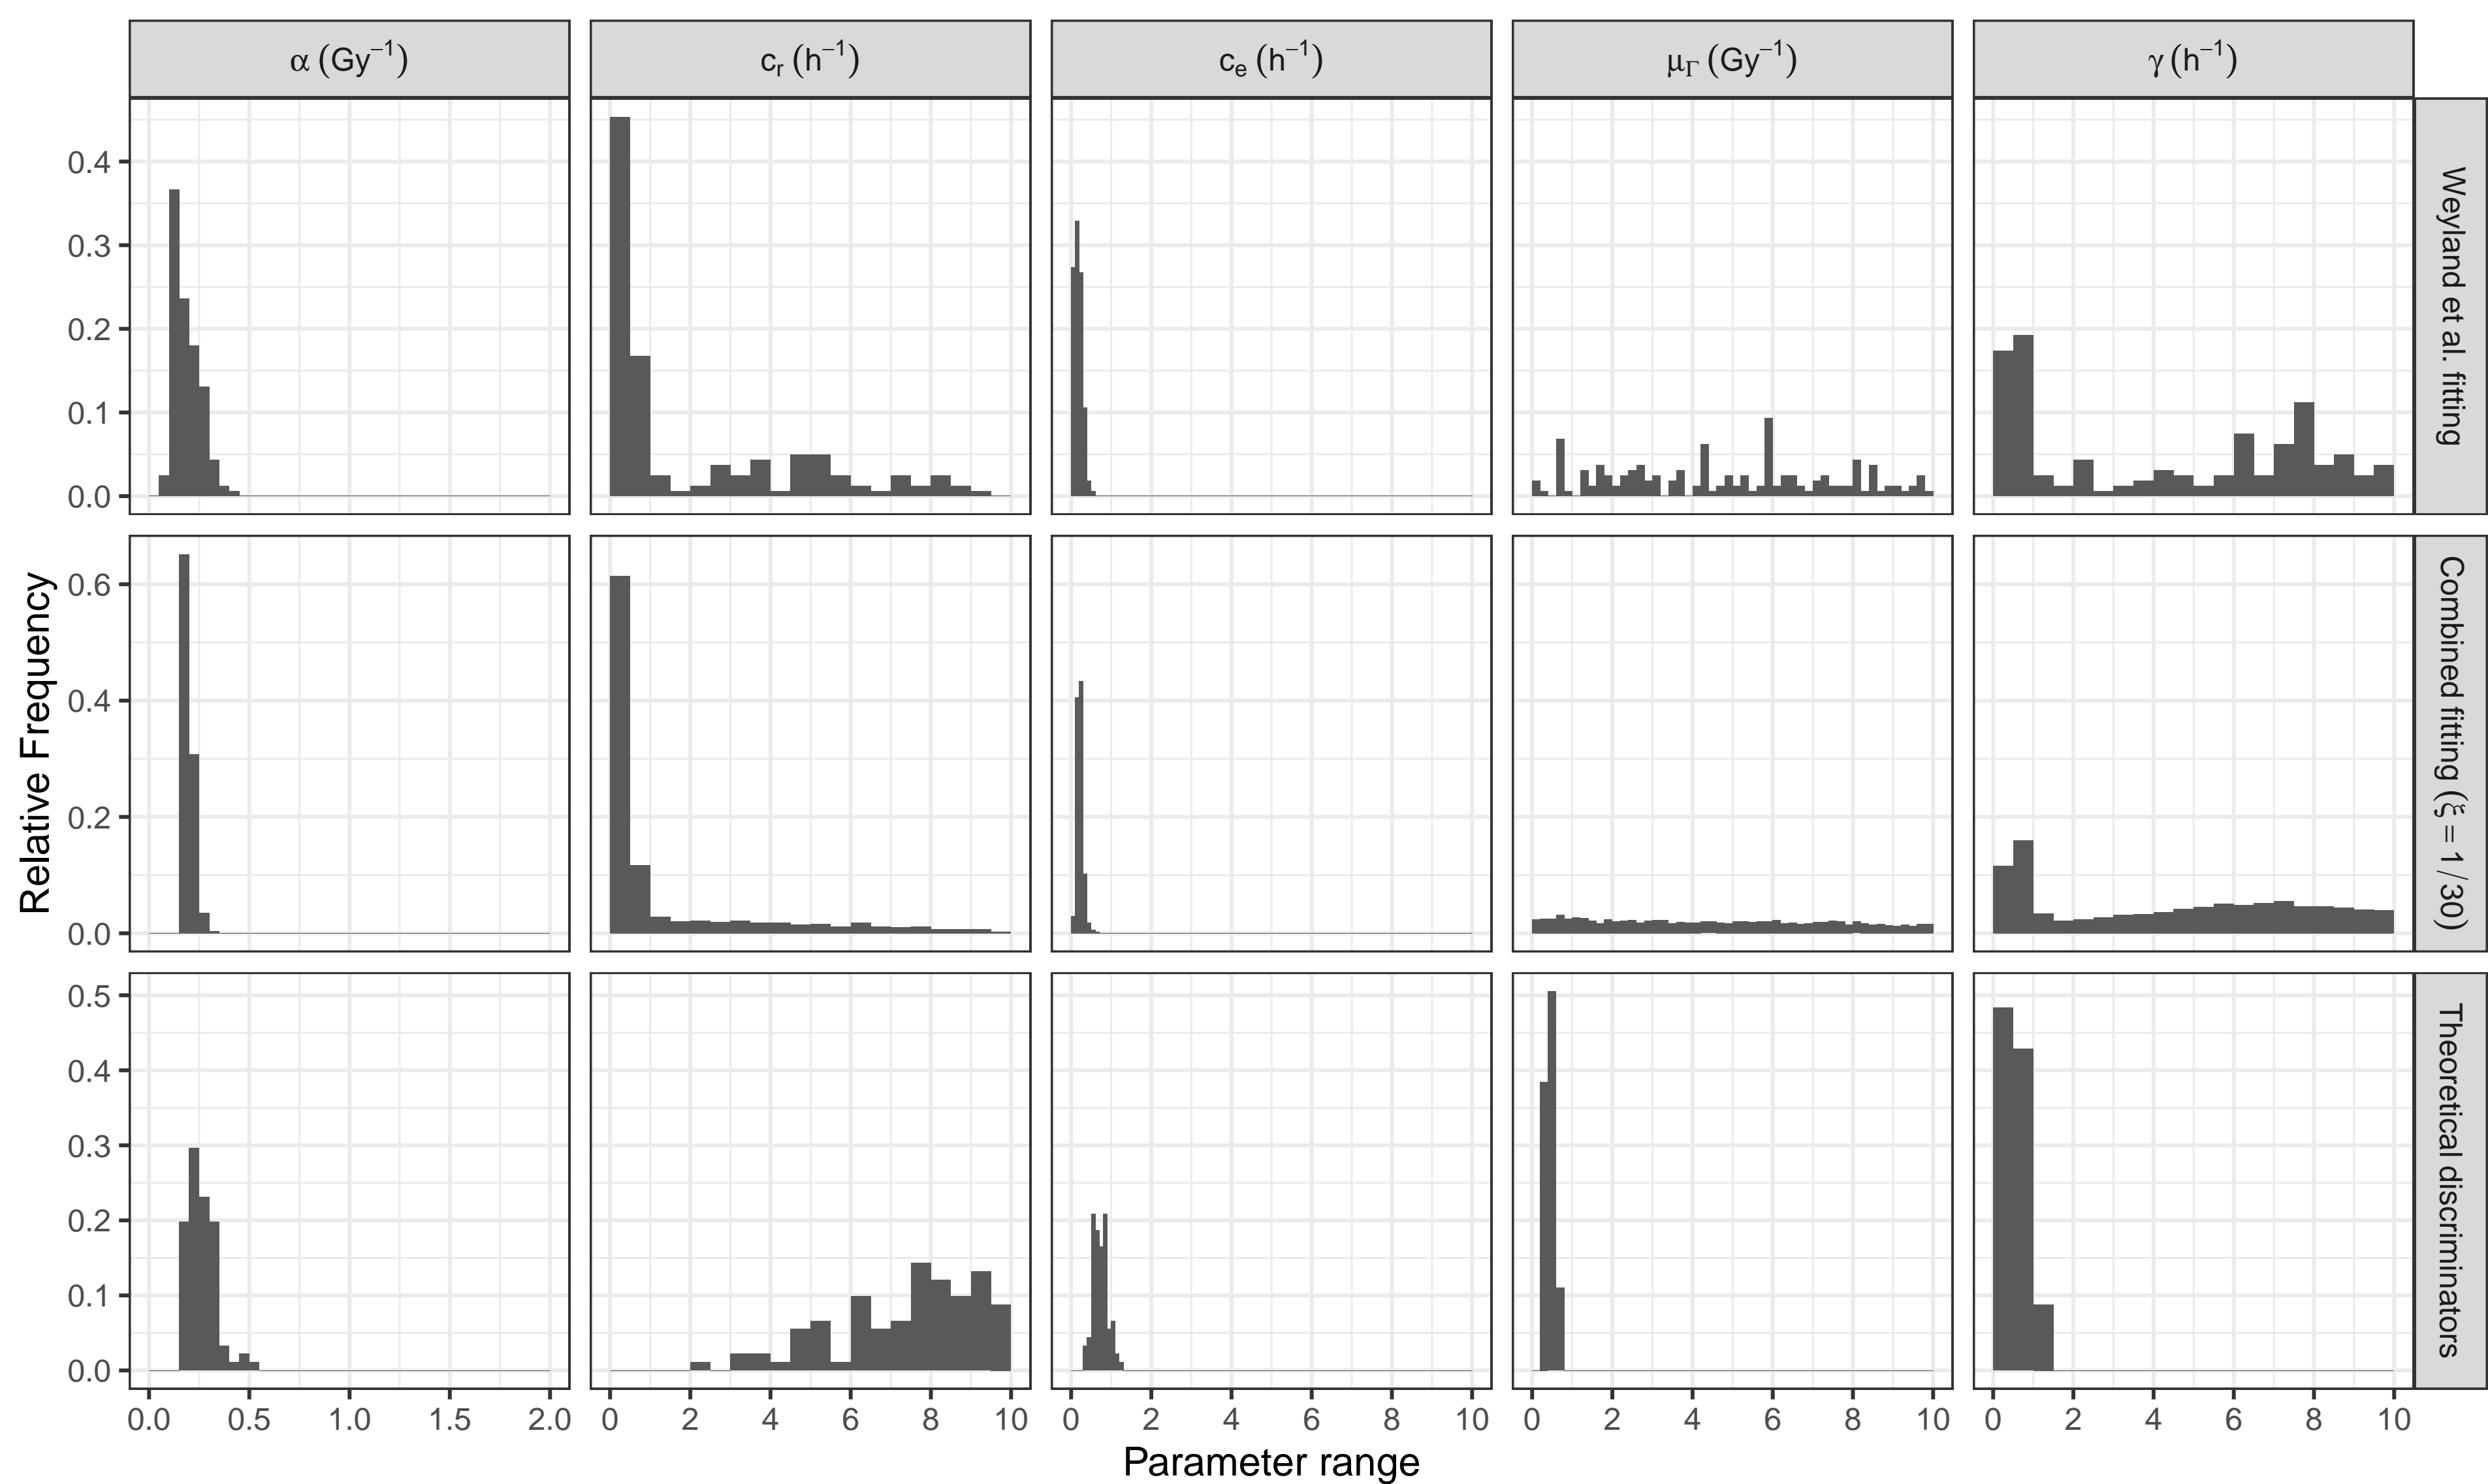 α (Gy⁻¹)
cᵣ (h⁻¹)
cₑ (h⁻¹)
μ_Γ (Gy⁻¹)
γ (h⁻¹)
Relative Frequency
0.4
0.3
0.2
0.1
0.0
Weyland et al. fitting
0.6
0.4
0.2
0.0
Combined fitting (ξ = 1/30)
0.5
0.4
0.3
0.2
0.1
0.0
Theoretical discriminators
0.0 0.5 1.0 1.5 2.0
0 2 4 6 8 10
0 2 4 6 8 10
0 2 4 6 8 10
0 2 4 6 8 10
Parameter range